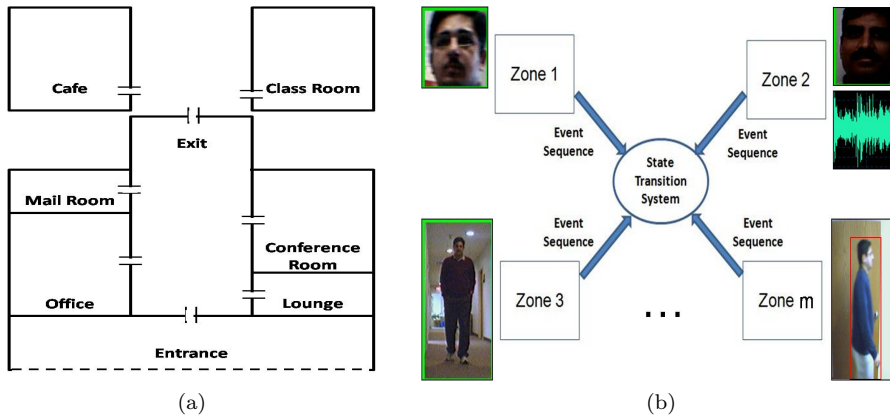 Cafe
Class Room
Exit
Mail Room
Conference
Room
Office
Lounge
Entrance
(a)
Zone 1
Zone 2
Event
Sequence
Event
Sequence
State
Transition
System
Event
Sequence
Event
Sequence
Zone 3
...
Zone m
(b)